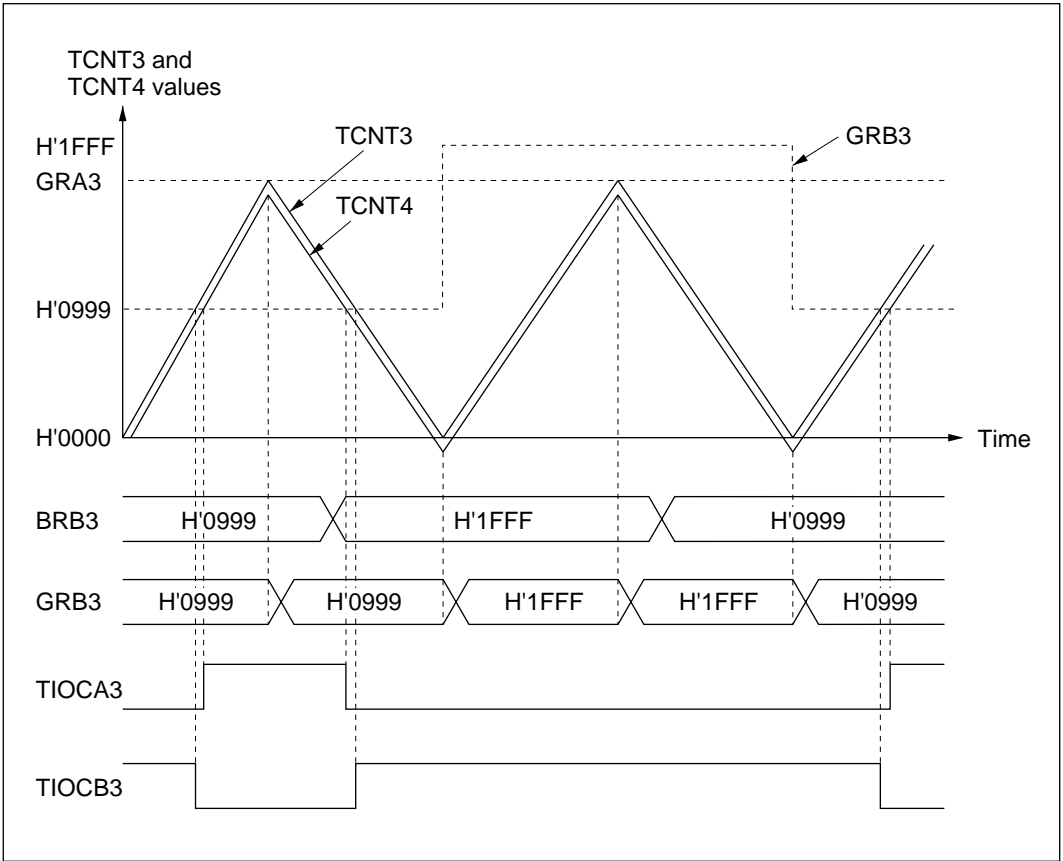 TCNT3 and
TCNT4 values
H'1FFF
TCNT3
GRB3
GRA3
TCNT4
H'0999
H'0000
Time
BRB3
H'0999
H'1FFF
H'0999
GRB3
H'0999
H'0999
H'1FFF
H'1FFF
H'0999
TIOCA3
TIOCB3